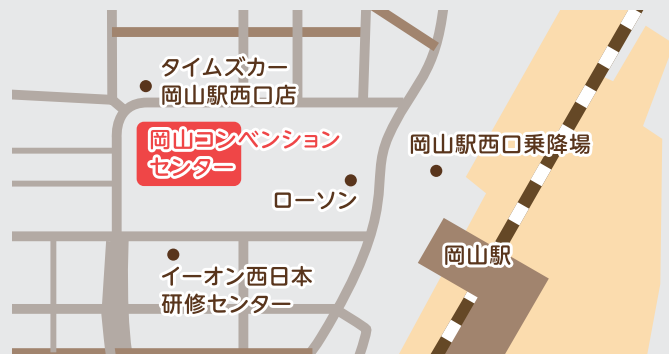 タイムズカー
岡山駅西口店
岡山コンベンション
センター
岡山駅西口乗降場
ローソン
岡山駅
イーオン西日本
研修センター